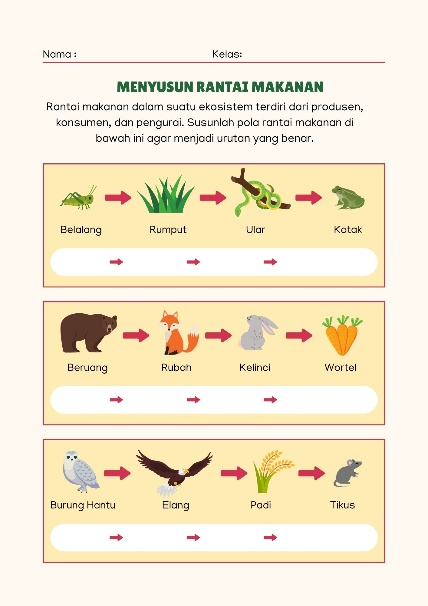 Nama :
Kelas:
MENYUSUN RANTAI MAKANAN
Rantai makanan dalam suatu ekosistem terdiri dari produsen,
konsumen, dan pengurai. Susunlah pola rantai makanan di
bawah ini agar menjadi urutan yang benar.
Belalang
Rumput
Ular
Katak
Beruang
Rubah
Kelinci
Wortel
Burung Hantu
Elang
Padi
Tikus